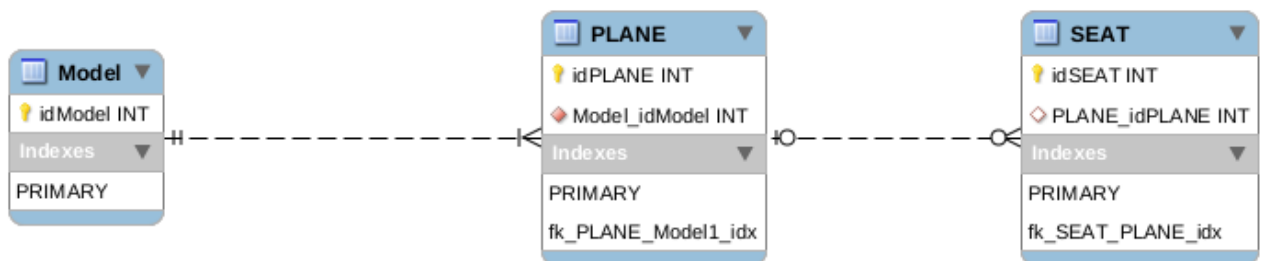 Model
idModel INT
Indexes
PRIMARY
PLANE
idPLANE INT
Model_idModel INT
Indexes
PRIMARY
fk_PLANE_Model1_idx
SEAT
idSEAT INT
PLANE_idPLANE INT
Indexes
PRIMARY
fk_SEAT_PLANE_idx